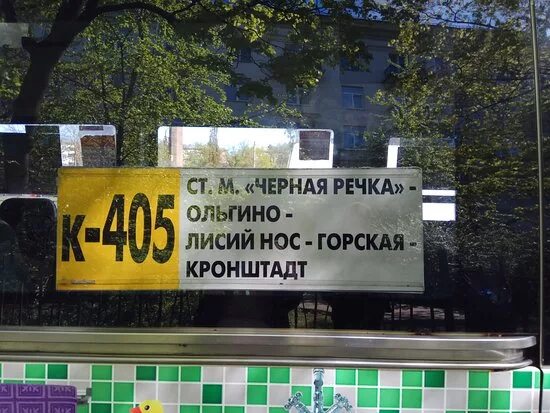 к-405
СТ. М. «ЧЕРНАЯ РЕЧКА» -
ОЛЬГИНО -
ЛИСИЙ НОС - ГОРСКАЯ -
КРОНШТАДТ